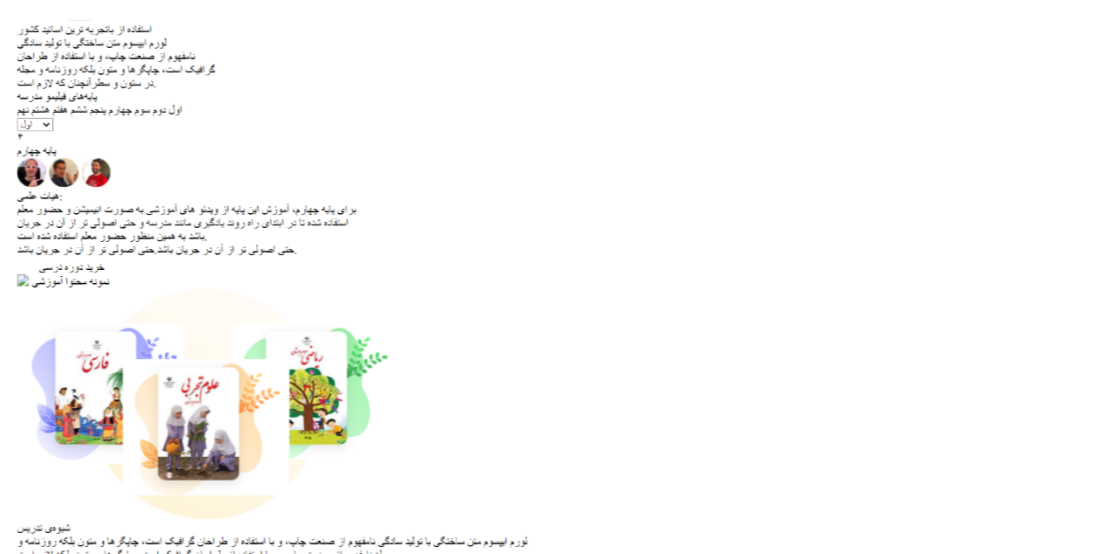 استفاده از باتجربه ترین اساتید کشور
لورم ایپسوم متن ساختگی با تولید سادگی
نامفهوم از صنعت چاپ، و با استفاده از طراحان
گرافیک است، چاپگرها و متون بلکه روزنامه و مجله
در ستون و سطرآنچنان که لازم است.
پایه‌های فیلیمو مدرسه
اول دوم سوم چهارم پنجم ششم هفتم هشتم نهم
اول
۴
پایه چهارم
هیات علمی:
برای پایه چهارم، آموزش این پایه از ویدئو های آموزشی به صورت انیمیشن و حضور معلم
استفاده شده تا در ابتدای راه روند یادگیری مانند مدرسه و حتی اصولی تر از آن در جریان
باشد به همین منظور حضور معلم استفاده شده است.
حتی اصولی تر از آن در جریان باشد.حتی اصولی تر از آن در جریان باشد.
خرید دوره درسی
نمونه محتوا آموزشی
فارسی
ریاضی
علوم تجربی
شیوه‌ی تدریس
لورم ایپسوم متن ساختگی با تولید سادگی نامفهوم از صنعت چاپ، و با استفاده از طراحان گرافیک است، چاپگرها و متون بلکه روزنامه و